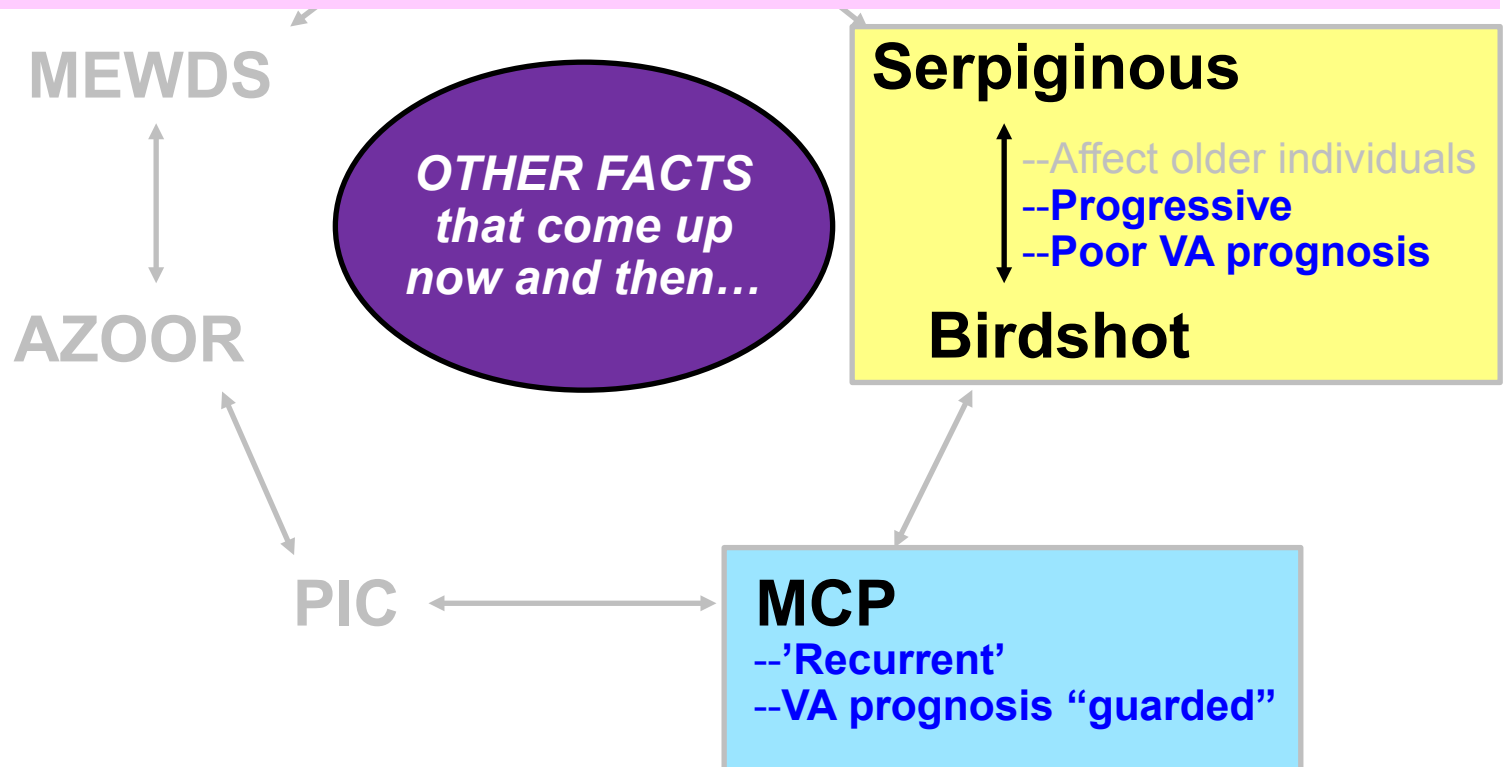 MEWDS
AZOOR
OTHER FACTS
that come up
now and then…
Serpiginous
--Affect older individuals
--Progressive
--Poor VA prognosis
Birdshot
PIC
MCP
--’Recurrent’
--VA prognosis “guarded”